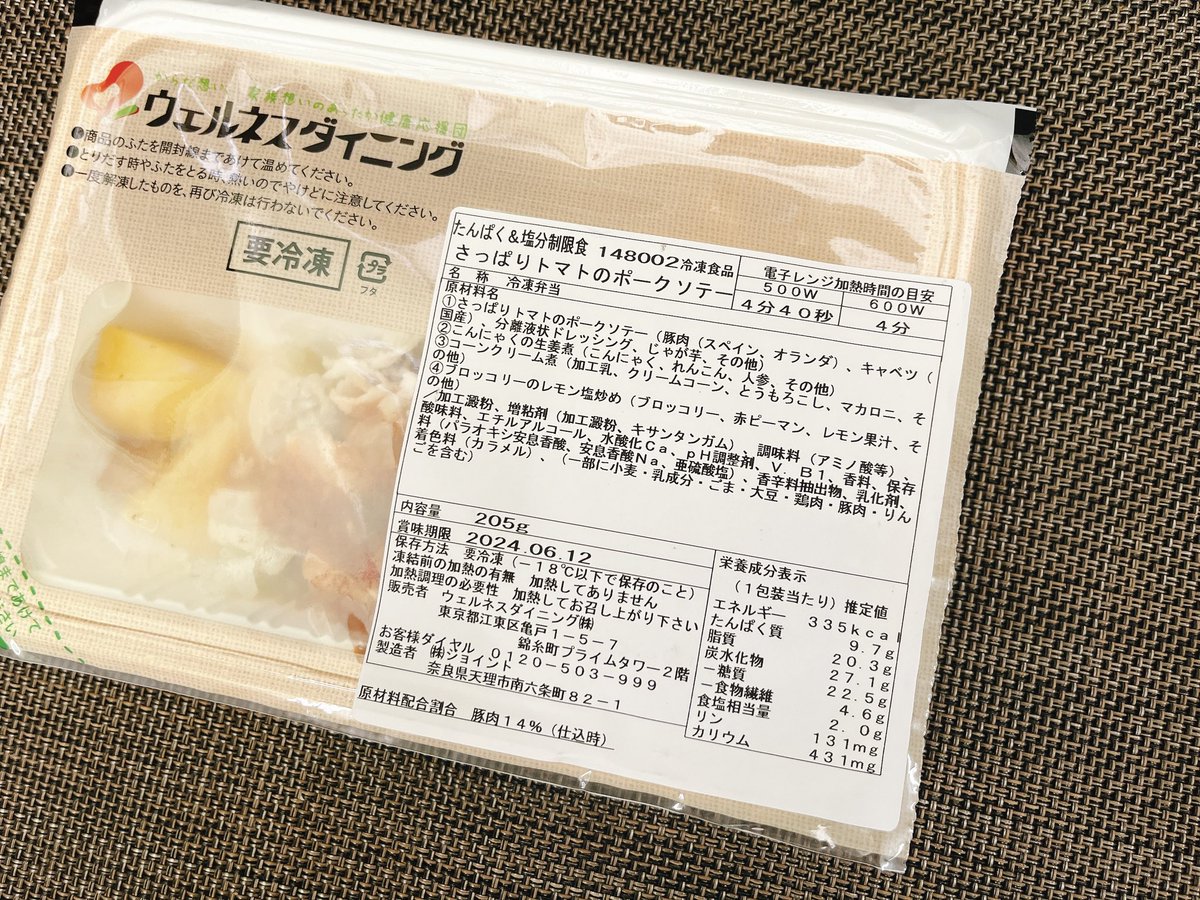 からだ想い、家族想いのあったか健康応援団
ウェルネスダイニング
●商品のふたを開封線まであけて温めてください。
●とりだす時やふたをとる時、熱いのでやけどに注意してください。
●一度解凍したものを、再び冷凍は行わないでください。
要冷凍
プラ
フタ
たんぱく&塩分制限食 148002冷凍食品
さっぱりトマトのポークソテー
電子レンジ加熱時間の目安
500W 600W
4分40秒 4分
名 称 冷凍弁当
原材料名
①さっぱりトマトのポークソテー(豚肉(スペイン、オランダ)、キャベツ(
国産)、分離液状ドレッシング、じゃが芋、その他)
②こんにゃくの生姜煮(こんにゃく、れんこん、人参、その他)
③コーンクリーム煮(加工乳、クリームコーン、とうもろこし、マカロニ、そ
の他)
④ブロッコリーのレモン塩炒め(ブロッコリー、赤ピーマン、レモン果汁、そ
の他)
/加工澱粉、増粘剤(加工澱粉、キサンタンガム)、調味料(アミノ酸等)、
酸味料、エチルアルコール、水酸化Ca、pH調整剤、V.B1、香料、保存
料(パラオキシ安息香酸、安息香酸Na、亜硫酸塩)、香辛料抽出物、乳化剤、
着色料(カラメル)、(一部に小麦・乳成分・ごま・大豆・鶏肉・豚肉・りん
ごを含む)
内容量 205g
賞味期限 2024.06.12
保存方法 要冷凍(-18℃以下で保存のこと)
凍結前の加熱の有無 加熱してありません
加熱調理の必要性 加熱してお召し上がり下さい
販売者 ウェルネスダイニング㈱
東京都江東区亀戸1-5-7
錦糸町プライムタワー2階
お客様ダイヤル 0120-503-999
製造者 ㈱ジョイント
奈良県天理市南六条町82-1
原材料配合割合 豚肉14%(仕込時)
栄養成分表示
(1包装当たり)推定値
エネルギー 335kcal
たんぱく質 9.7g
脂質 20.3g
炭水化物 27.1g
-糖質 22.5g
-食物繊維 4.6g
食塩相当量 2.0g
リン 131mg
カリウム 431mg